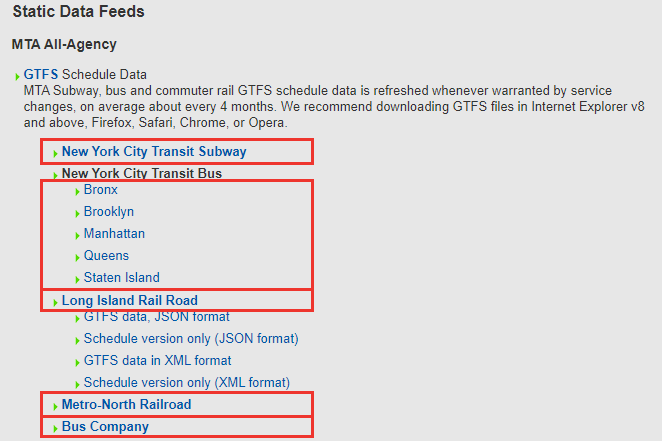 Static Data Feeds
MTA All-Agency
GTFS Schedule Data
MTA Subway, bus and commuter rail GTFS schedule data is refreshed whenever warranted by service
changes, on average about every 4 months. We recommend downloading GTFS files in Internet Explorer v8
and above, Firefox, Safari, Chrome, or Opera.
New York City Transit Subway
New York City Transit Bus
Bronx
Brooklyn
Manhattan
Queens
Staten Island
Long Island Rail Road
GTFS data, JSON format
Schedule version only (JSON format)
GTFS data in XML format
Schedule version only (XML format)
Metro-North Railroad
Bus Company